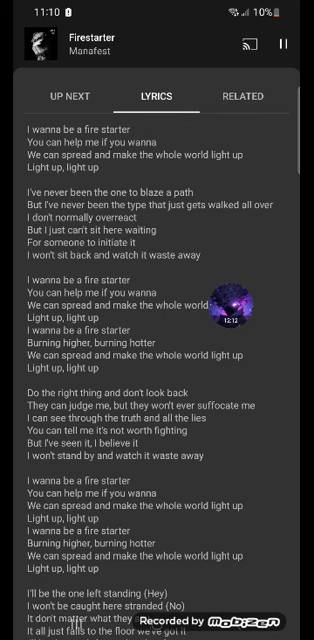 11:10
10%
Firestarter
Manafest
UP NEXT
LYRICS
RELATED
I wanna be a fire starter
You can help me if you wanna
We can spread and make the whole world light up
Light up, light up
I've never been the one to blaze a path
But I've never been the type that just gets walked all over
I don't normally overreact
But I just can't sit here waiting
For someone to initiate it
I won't sit back and watch it waste away
I wanna be a fire starter
You can help me if you wanna
We can spread and make the whole world
12:12
Light up, light up
I wanna be a fire starter
Burning higher, burning hotter
We can spread and make the whole world light up
Light up, light up
Do the right thing and don't look back
They can judge me, but they won't ever suffocate me
I can see through the truth and all the lies
You can tell me it's not worth fighting
But I've seen it, I believe it
I won't stand by and watch it waste away
I wanna be a fire starter
You can help me if you wanna
We can spread and make the whole world light up
Light up, light up
I wanna be a fire starter
Burning higher, burning hotter
We can spread and make the whole world light up
Light up, light up
I'll be the one left standing (Hey)
I won't be caught here stranded (No)
It don't matter what they
It all falls to the floor we've got it
Recorded by Mobizen